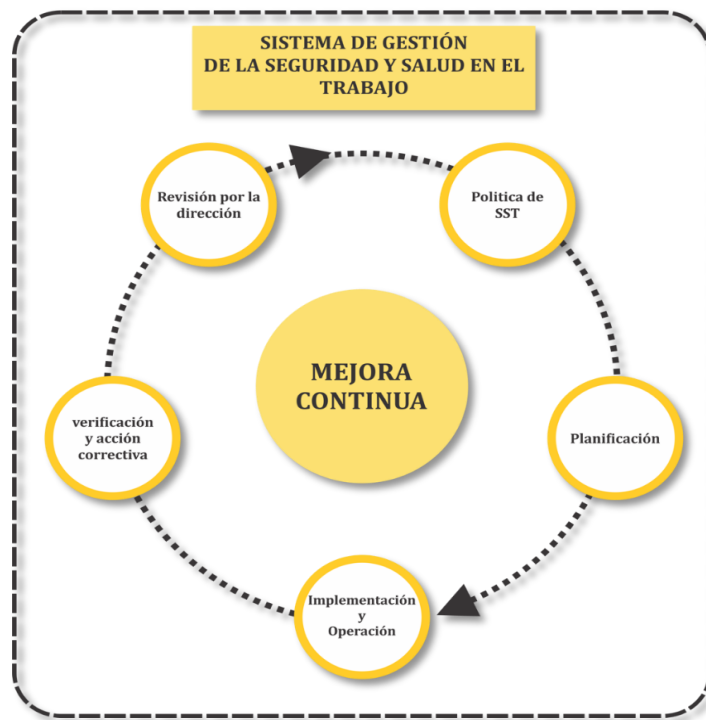 SISTEMA DE GESTIÓN
DE LA SEGURIDAD Y SALUD EN EL
TRABAJO
Revisión por la
dirección
Politica de
SST
MEJORA
CONTINUA
verificación
y acción
correctiva
Planificación
Implementación
y
Operación